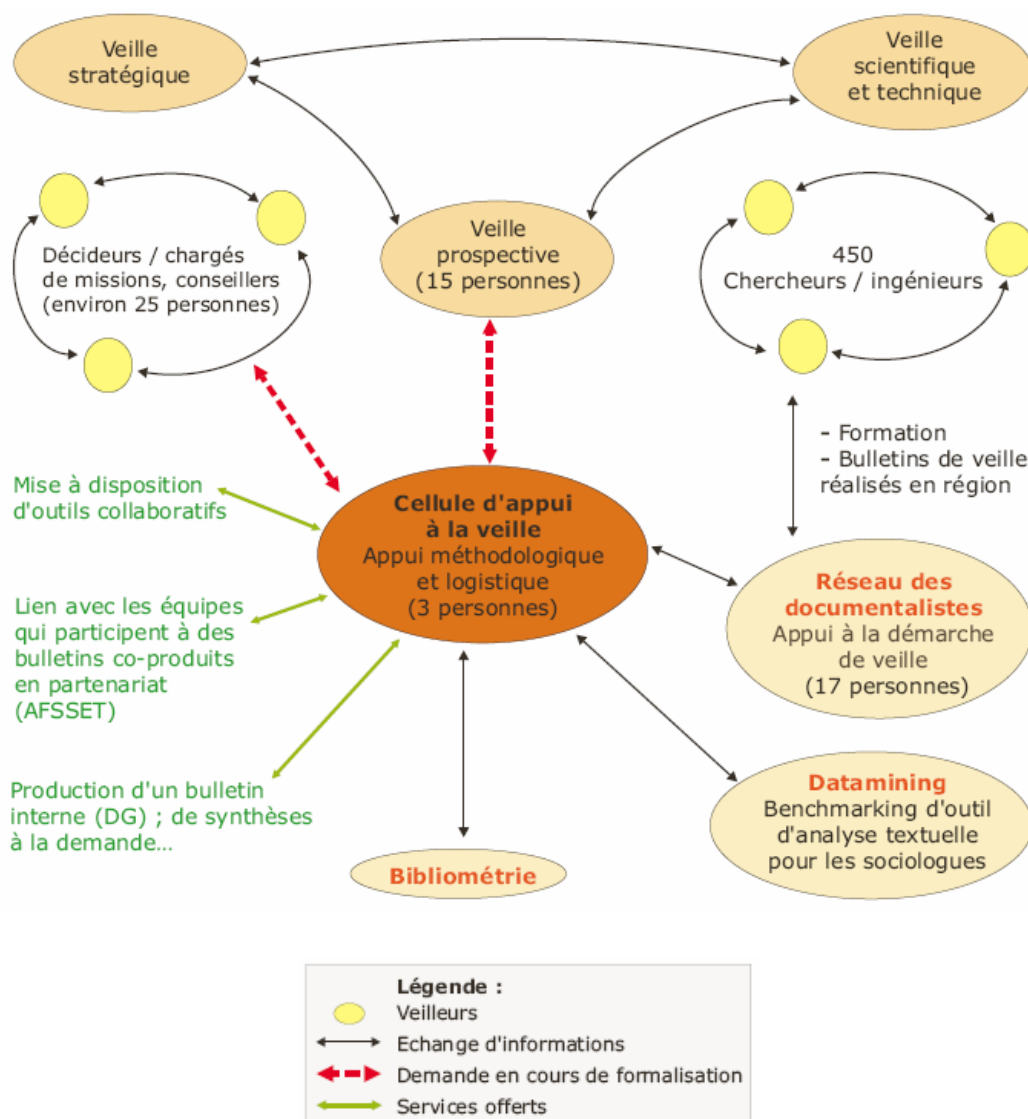 Veille
stratégique
Veille
scientifique
et technique
Veille
prospective
(15 personnes)
Décideurs / chargés
de missions, conseillers
(environ 25 personnes)
450
Chercheurs / ingénieurs
- Formation
- Bulletins de veille
réalisés en région
Mise à disposition
d'outils collaboratifs
Cellule d'appui
à la veille
Appui méthodologique
et logistique
(3 personnes)
Lien avec les équipes
qui participent à des
bulletins co-produits
en partenariat
(AFSSET)
Réseau des
documentalistes
Appui à la démarche
de veille
(17 personnes)
Production d'un bulletin
interne (DG) ; de synthèses
à la demande...
Datamining
Benchmarking d'outil
d'analyse textuelle
pour les sociologues
Bibliométrie
Légende :
Veilleurs
Echange d'informations
Demande en cours de formalisation
Services offerts